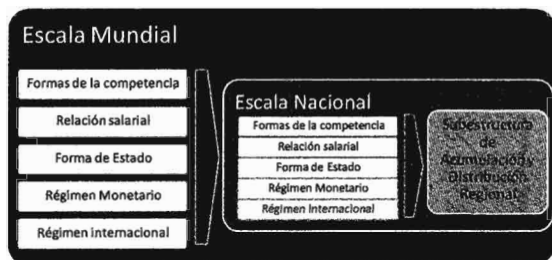 Escala Mundial
Formas de la competencia
Relación salarial
Forma de Estado
Régimen Monetario
Régimen internacional
Escala Nacional
Formas de la competencia
Relación salarial
Forma de Estado
Régimen Monetario
Régimen Internacional
Subestructura
de
Acumulación y
Distribución
Regional